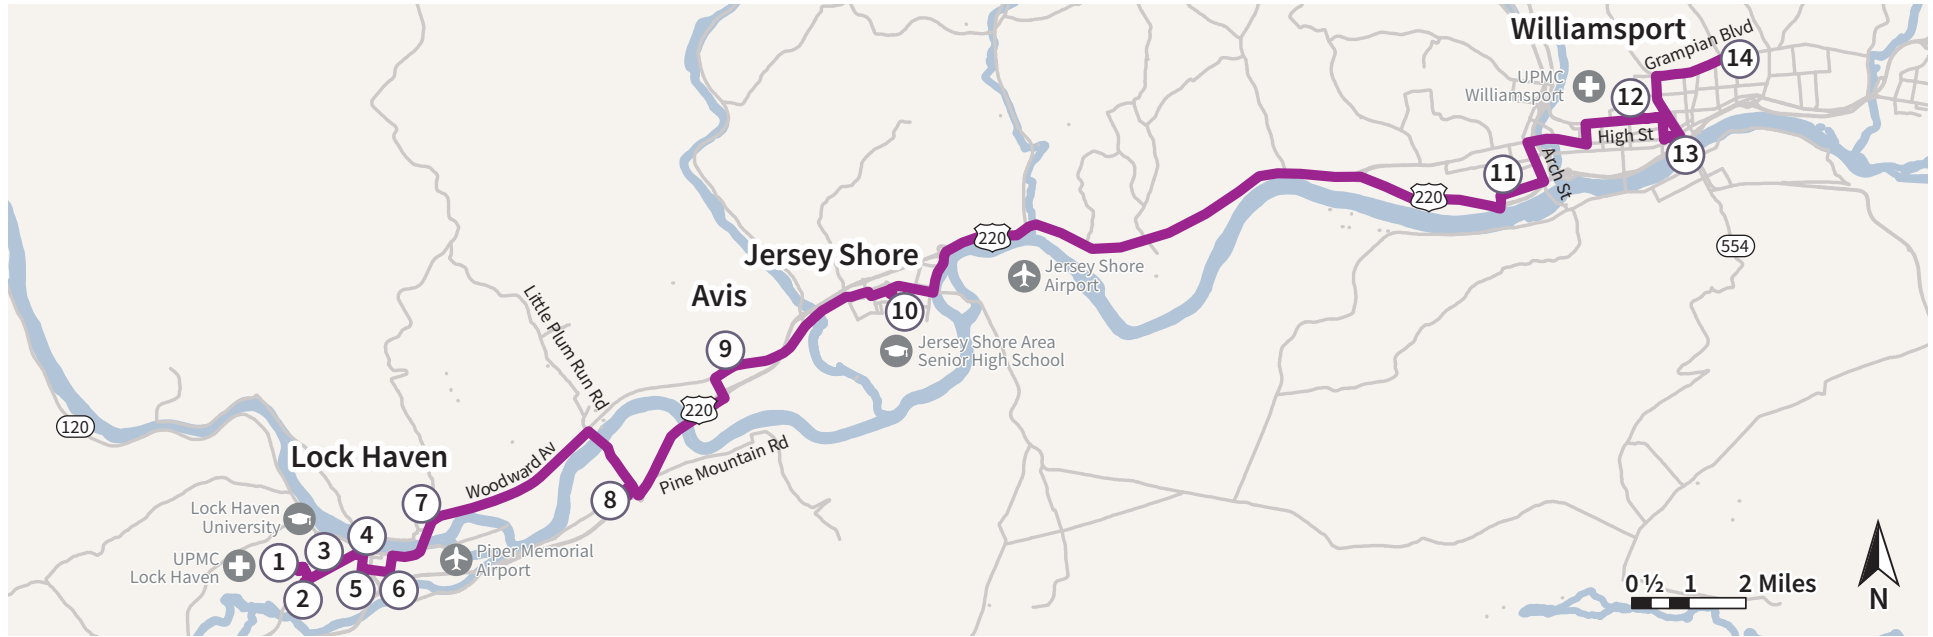 Williamsport
Grampian Blvd
14
UPMC
Williamsport
12
High St
13
Arch St
11
220
554
Jersey Shore
220
Jersey Shore
Airport
Avis
10
Little Plum Run Rd
9
Jersey Shore Area
Senior High School
220
120
Lock Haven
Woodward Av
Pine Mountain Rd
8
7
Lock Haven
University
4
3
1
UPMC
Lock Haven
Piper Memorial
Airport
2
5
6
0 ½ 1 2 Miles
N